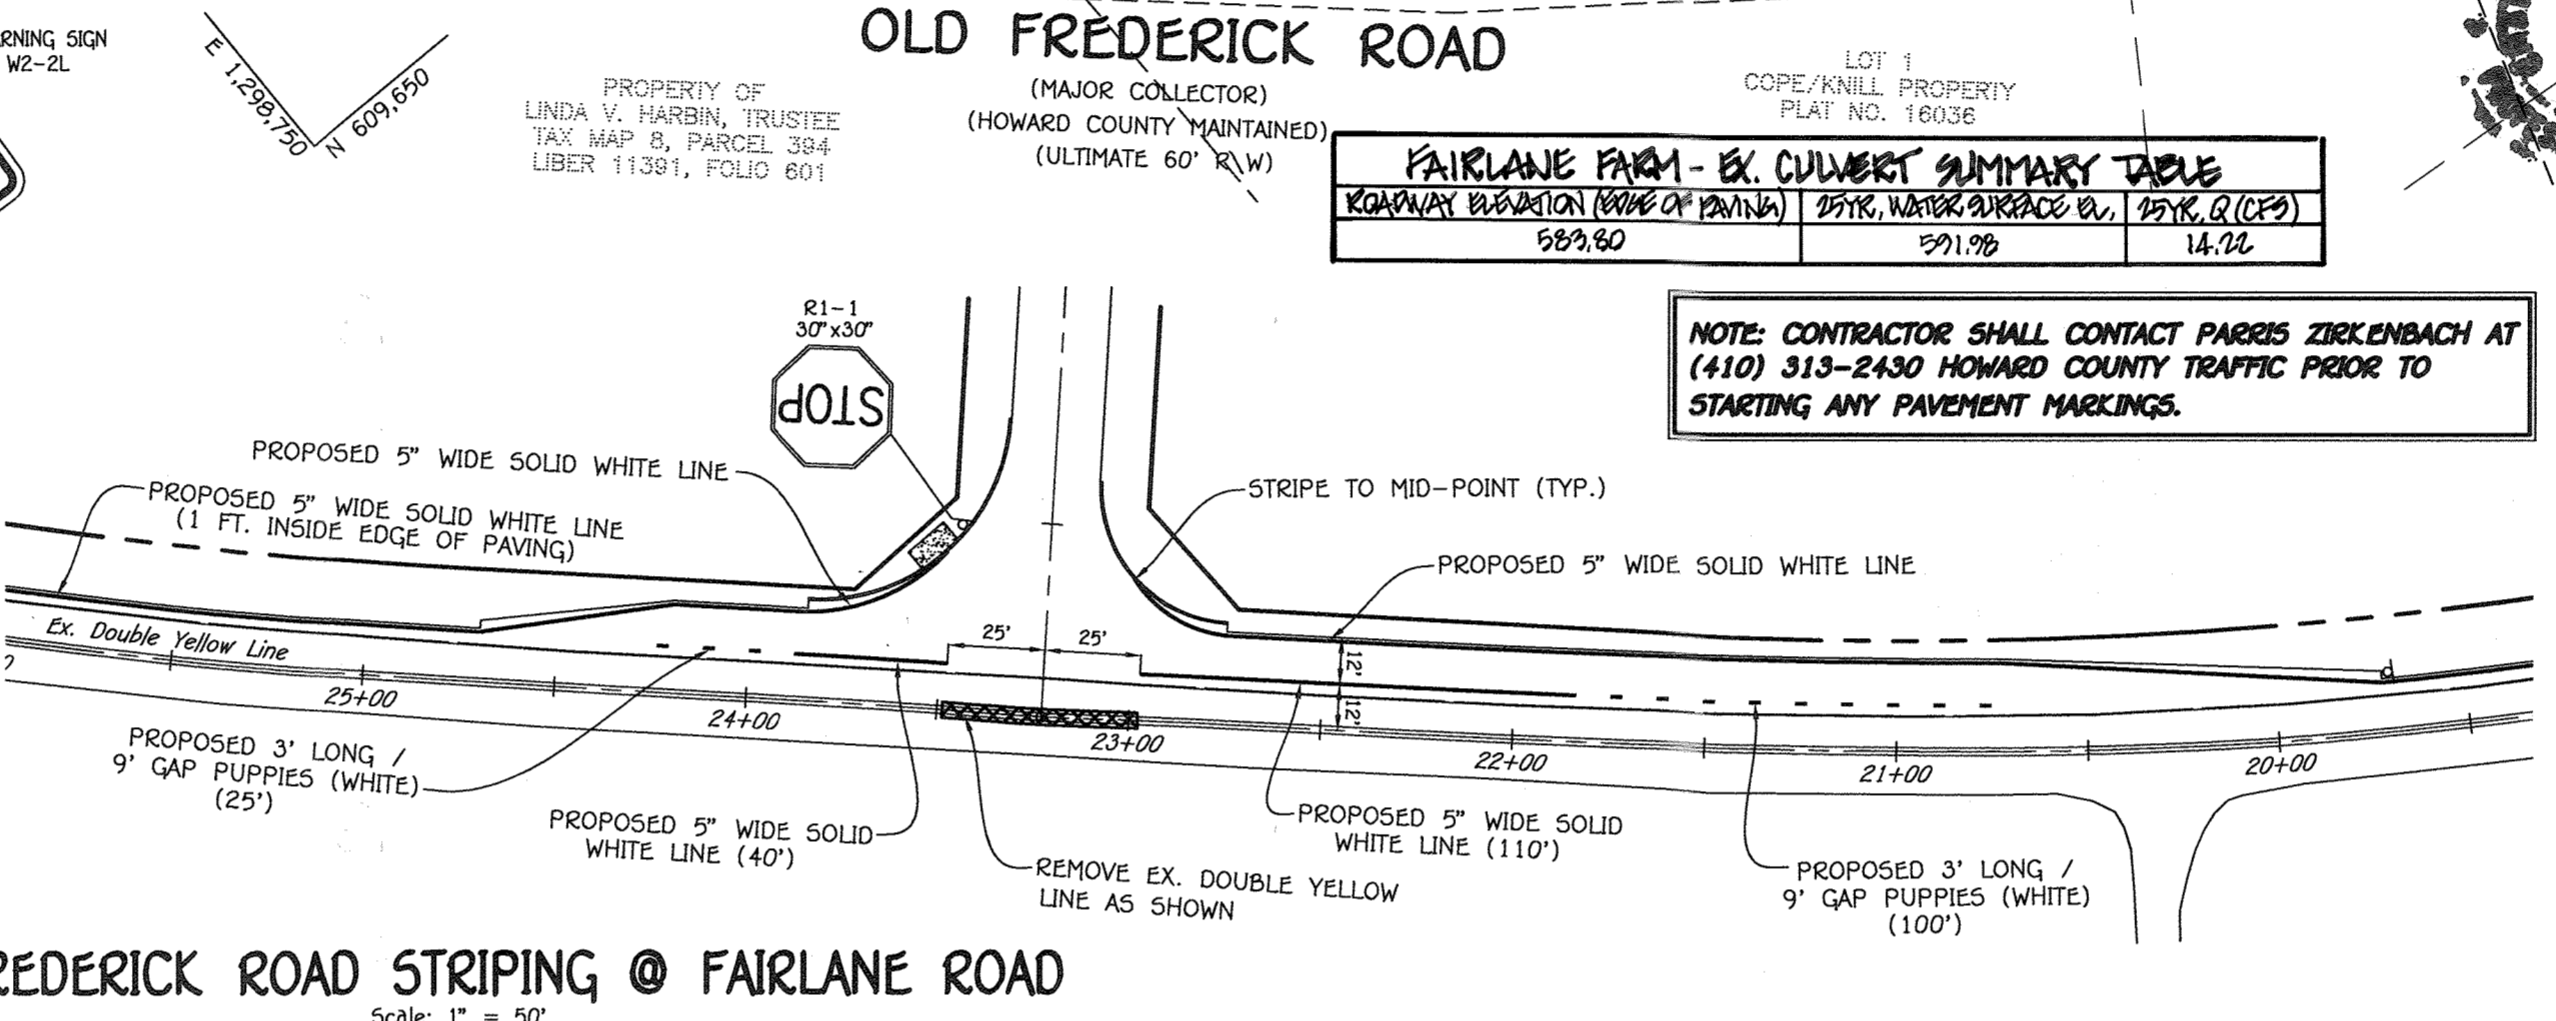 RNING SIGN
W2-2L
E 1,298,750
N 609,650
PROPERTY OF
LINDA V. HARBIN, TRUSTEE
TAX MAP 8, PARCEL 394
LIBER 11391, FOLIO 601
OLD FREDERICK ROAD
(MAJOR COLLECTOR)
(HOWARD COUNTY MAINTAINED)
(ULTIMATE 60' R\W)
LOT 1
COPE/KNILL PROPERTY
PLAT NO. 16036
FAIRLANE FARM - EX. CULVERT SUMMARY TABLE
ROADWAY ELEVATION (EDGE OF PAVING) 25YR, WATER SURFACE EL, 25YR, Q (CFS)
583.80 591.98 14.22
NOTE: CONTRACTOR SHALL CONTACT PARRIS ZIRKENBACH AT
(410) 313-2430 HOWARD COUNTY TRAFFIC PRIOR TO
STARTING ANY PAVEMENT MARKINGS.
R1-1
30"x30"
STOP
PROPOSED 5" WIDE SOLID WHITE LINE
PROPOSED 5" WIDE SOLID WHITE LINE
(1 FT. INSIDE EDGE OF PAVING)
STRIPE TO MID-POINT (TYP.)
PROPOSED 5" WIDE SOLID WHITE LINE
Ex. Double Yellow Line
25' 25'
12'
12'
25+00
24+00
23+00
22+00
21+00
20+00
PROPOSED 3' LONG /
9' GAP PUPPIES (WHITE)
(25')
PROPOSED 5" WIDE SOLID
WHITE LINE (40')
REMOVE EX. DOUBLE YELLOW
LINE AS SHOWN
PROPOSED 5" WIDE SOLID
WHITE LINE (110')
PROPOSED 3' LONG /
9' GAP PUPPIES (WHITE)
(100')
REDERICK ROAD STRIPING @ FAIRLANE ROAD
Scale: 1" = 50'